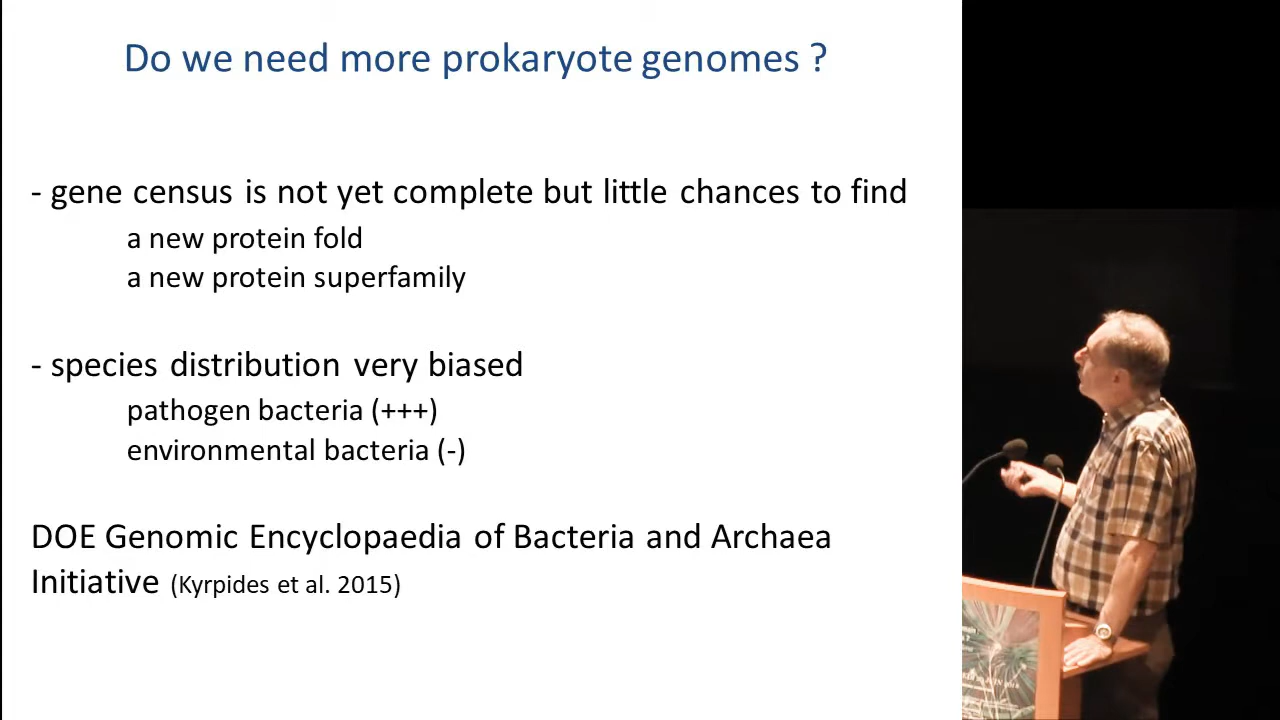 Do we need more prokaryote genomes ?
- gene census is not yet complete but little chances to find
a new protein fold
a new protein superfamily
- species distribution very biased
pathogen bacteria (+++)
environmental bacteria (-)
DOE Genomic Encyclopaedia of Bacteria and Archaea
Initiative (Kyrpides et al. 2015)